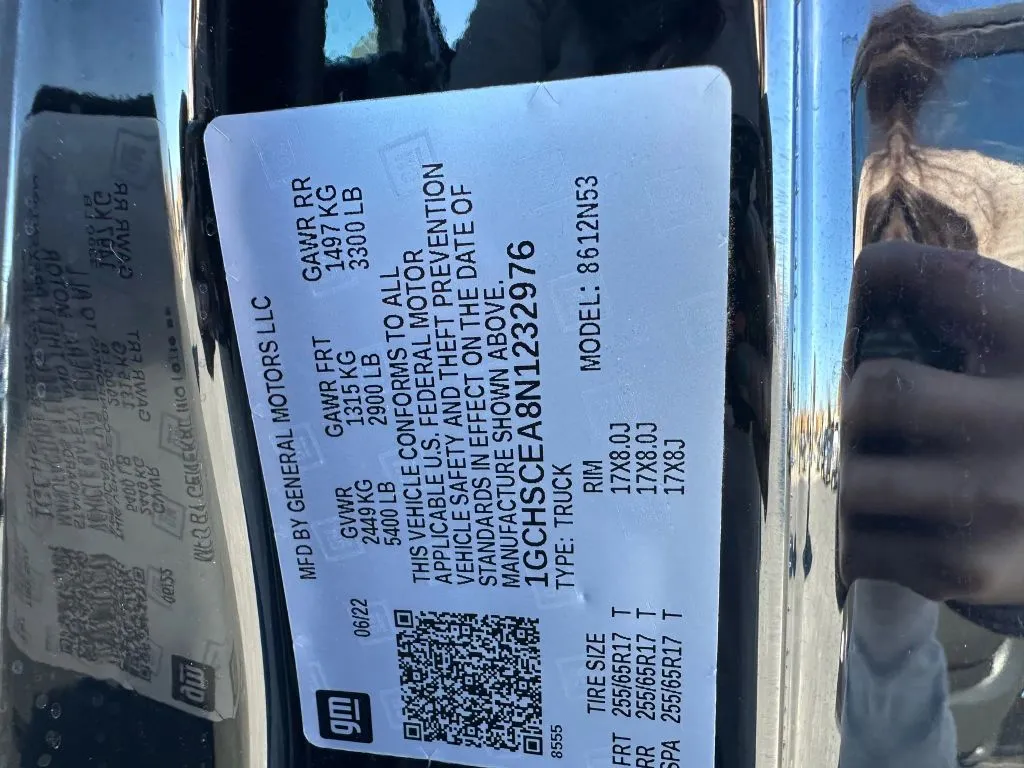 gm
06/22
MFD BY GENERAL MOTORS LLC
GVWR GAWR FRT GAWR RR
2449 KG 1315 KG 1497 KG
5400 LB 2900 LB 3300 LB
THIS VEHICLE CONFORMS TO ALL
APPLICABLE U.S. FEDERAL MOTOR
VEHICLE SAFETY AND THEFT PREVENTION
STANDARDS IN EFFECT ON THE DATE OF
MANUFACTURE SHOWN ABOVE.
1GCHSCEA8N1232976
8555
TYPE: TRUCK MODEL: 8612N53
TIRE SIZE RIM
FRT 255/65R17 T 17X8.0J
RR 255/65R17 T 17X8.0J
SPA 255/65R17 T 17X8J